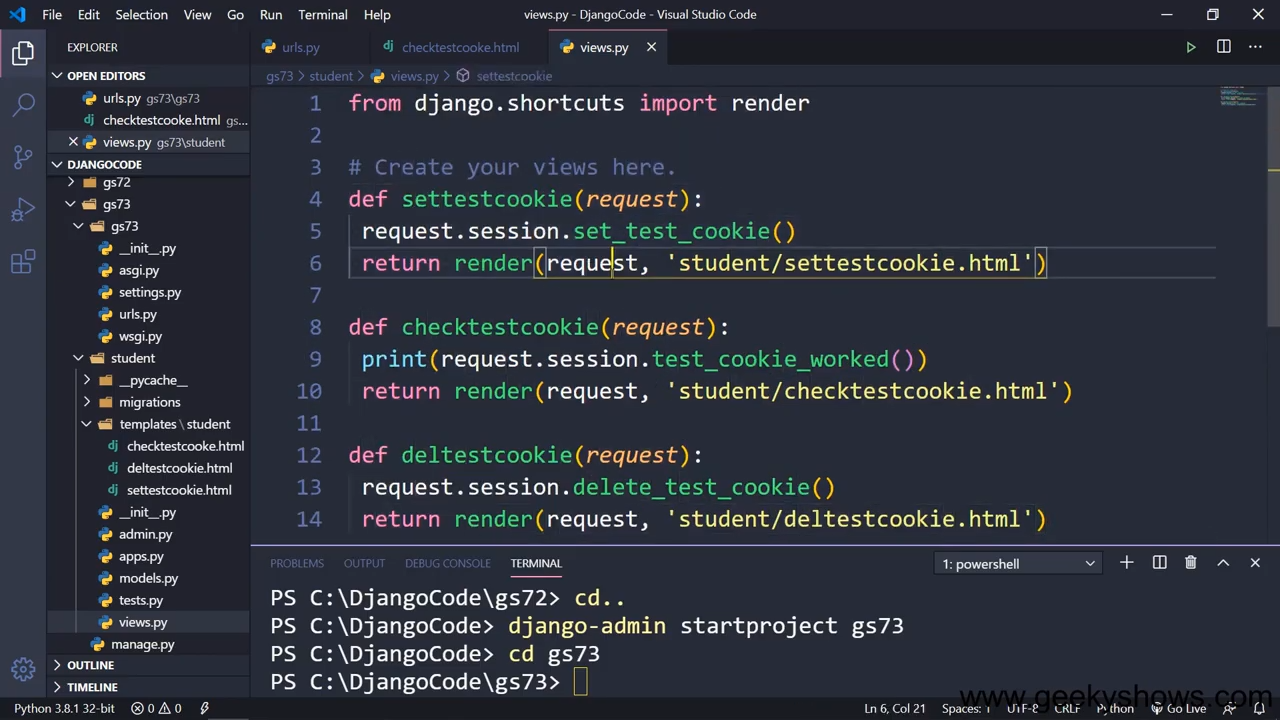 File Edit Selection View Go Run Terminal Help views.py - DjangoCode - Visual Studio Code
EXPLORER
urls.py checktestcooke.html views.py
OPEN EDITORS
urls.py gs73\gs73
checktestcooke.html gs...
views.py gs73\student
DJANGOCODE
gs72
gs73
gs73
__init__.py
asgi.py
settings.py
urls.py
wsgi.py
student
__pycache__
migrations
templates \ student
checktestcooke.html
deltestcooke.html
settestcookie.html
__init__.py
admin.py
apps.py
models.py
tests.py
views.py
manage.py
OUTLINE
TIMELINE
gs73 > student > views.py > settestcookie
1 from django.shortcuts import render
2
3 # Create your views here.
4 def settestcookie(request):
5 request.session.set_test_cookie()
6 return render(request, 'student/settestcookie.html')
7
8 def checktestcookie(request):
9 print(request.session.test_cookie_worked())
10 return render(request, 'student/checktestcookie.html')
11
12 def deltestcookie(request):
13 request.session.delete_test_cookie()
14 return render(request, 'student/deltestcookie.html')
PROBLEMS OUTPUT DEBUG CONSOLE TERMINAL 1: powershell
PS C:\DjangoCode\gs72> cd..
PS C:\DjangoCode> django-admin startproject gs73
PS C:\DjangoCode> cd gs73
PS C:\DjangoCode\gs73>
www.geekyshows.com
Python 3.8.1 32-bit 0 0 Ln 6, Col 21 Spaces: 1 UTF-8 CRLF Python Go Live